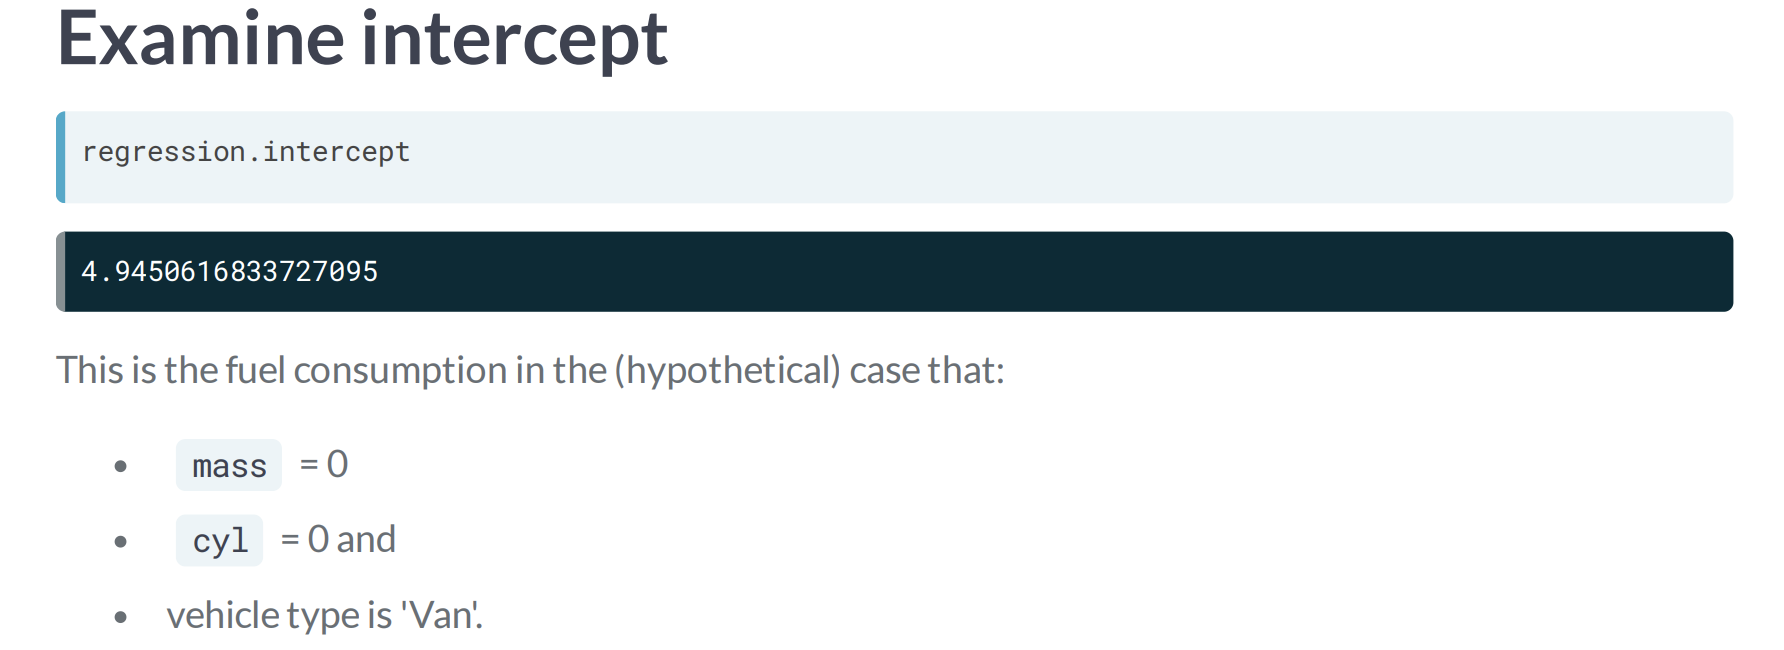 Examine intercept
regression.intercept
4.9450616833727095
This is the fuel consumption in the (hypothetical) case that:
• mass = 0
• cyl = 0 and
• vehicle type is 'Van'.